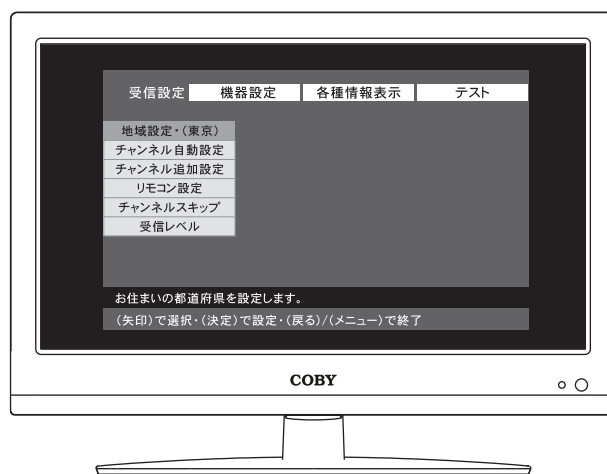 受信設定 機器設定 各種情報表示 テスト
地域設定・(東京)
チャンネル自動設定
チャンネル追加設定
リモコン設定
チャンネルスキップ
受信レベル
お住まいの都道府県を設定します。
(矢印)で選択・(決定)で設定・(戻る)/(メニュー)で終了
COBY